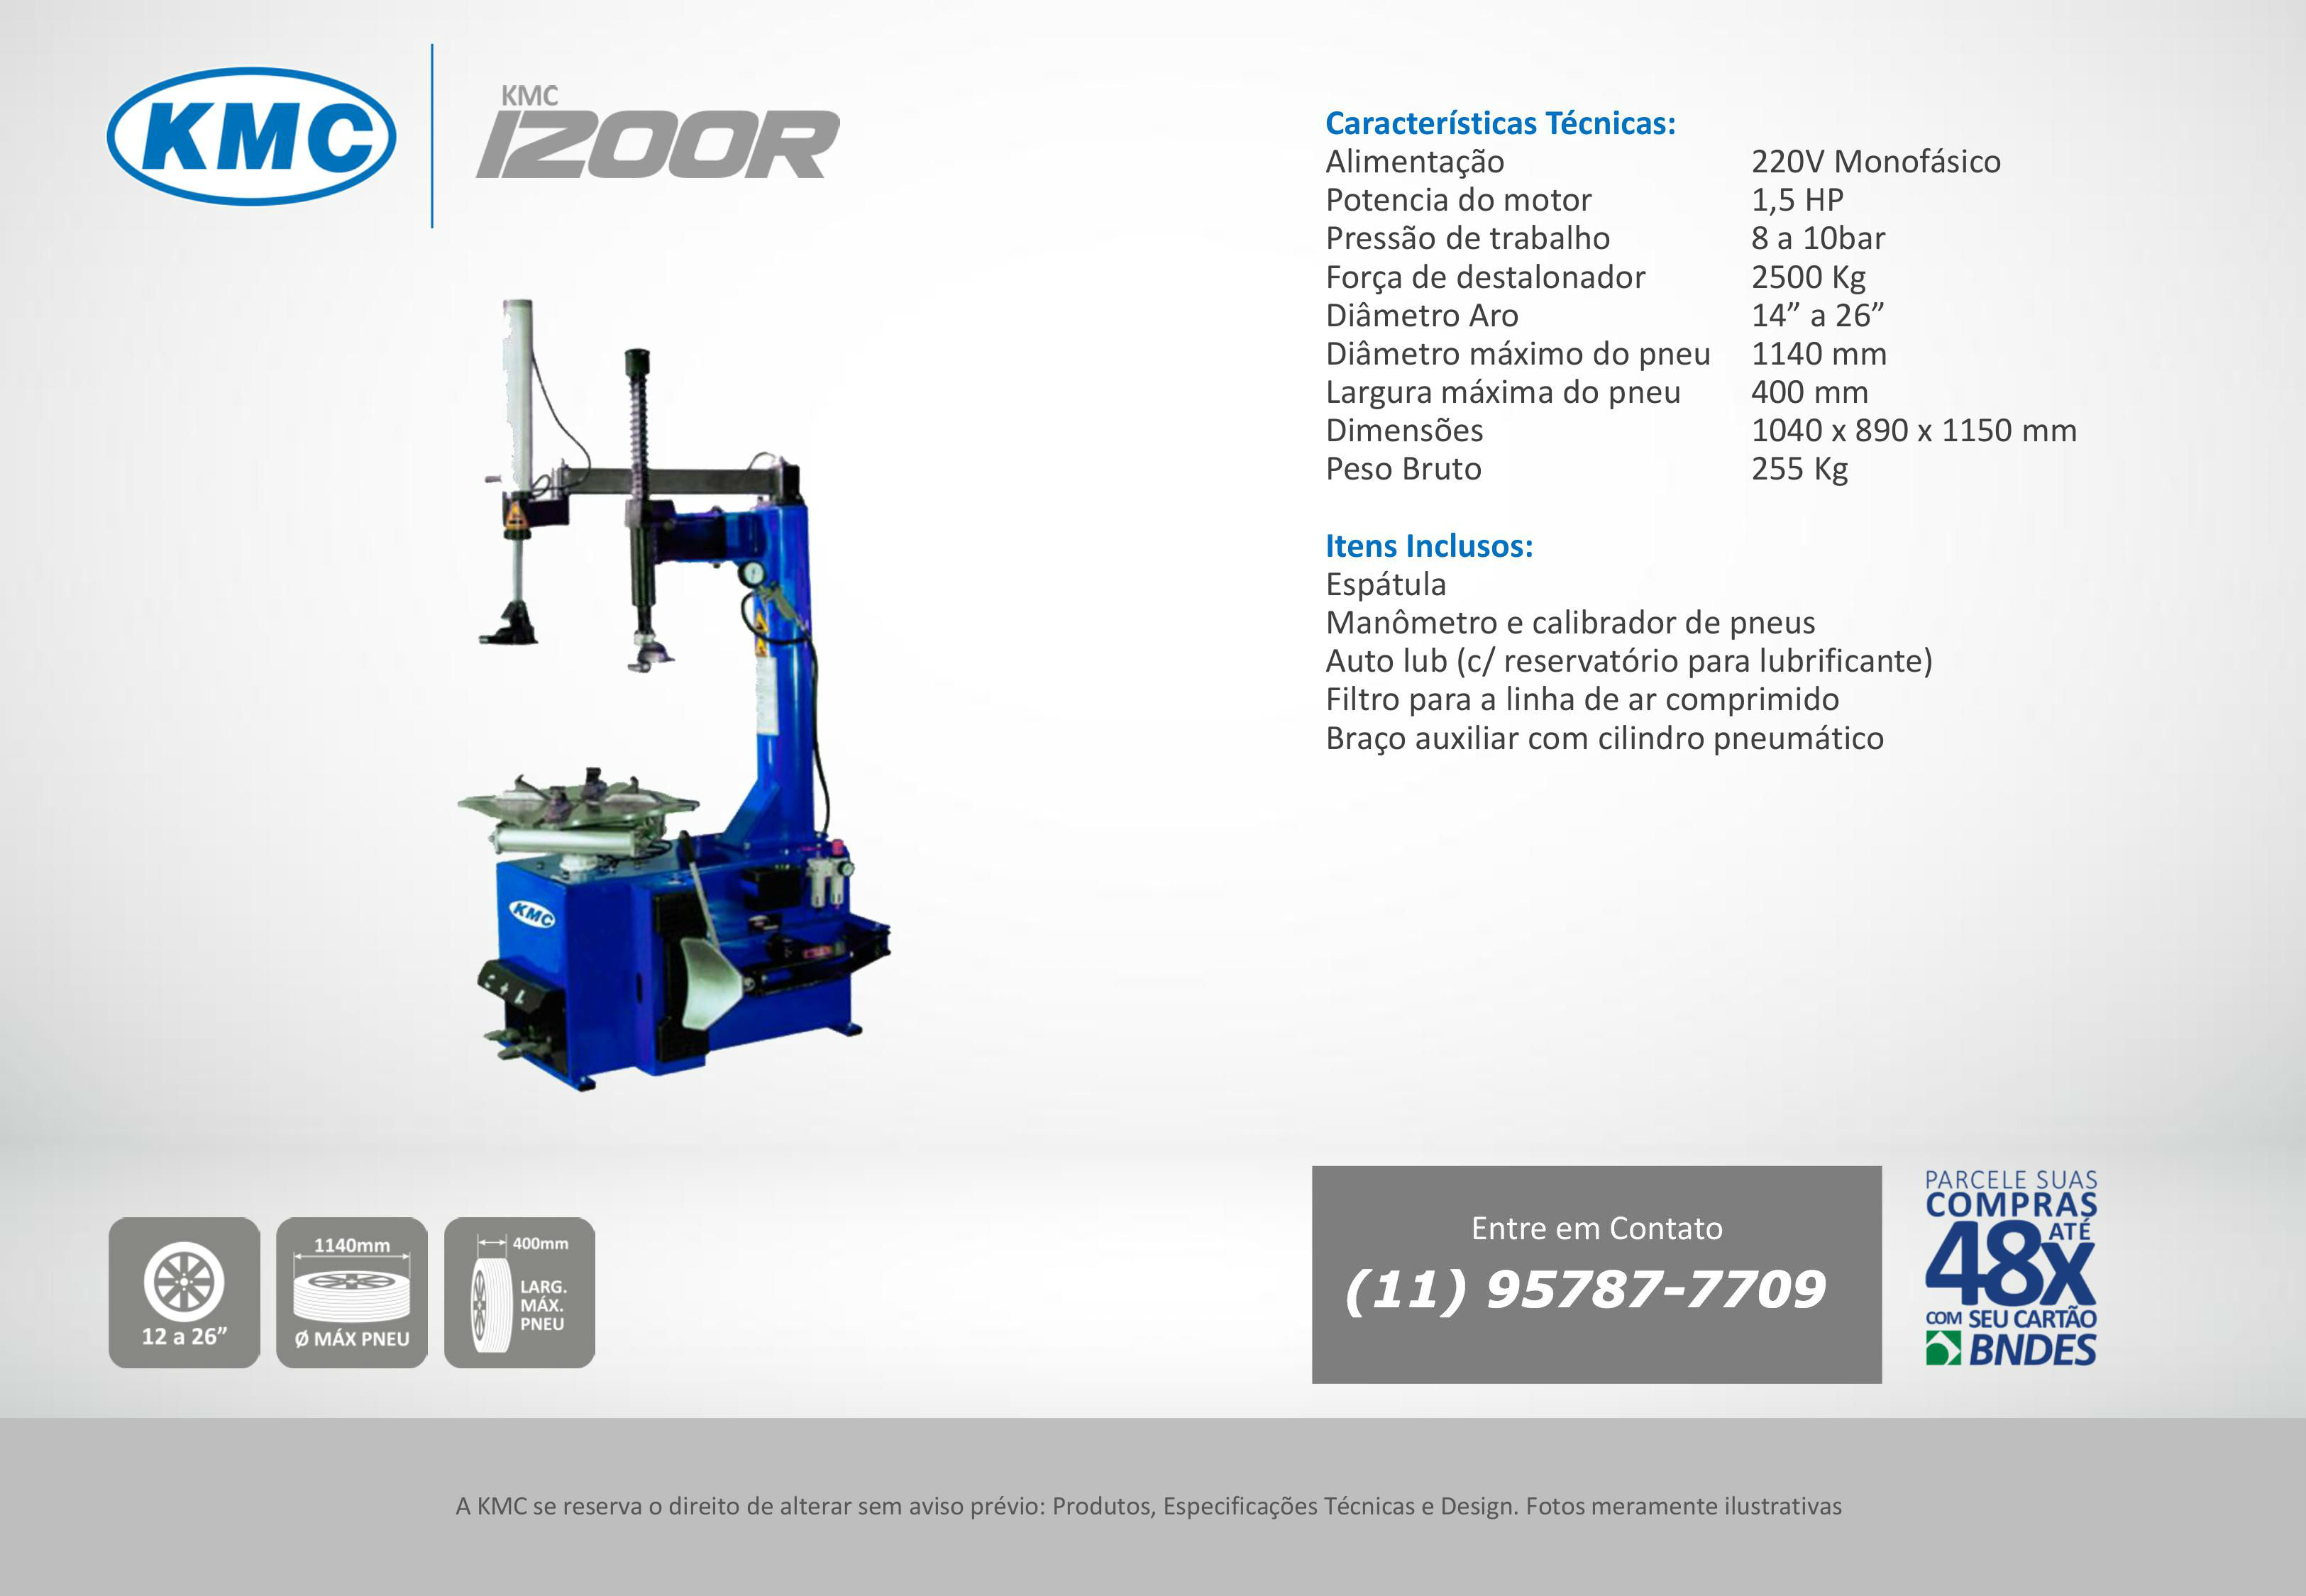 KMC
KMC
1200R
Características Técnicas:
Alimentação 220V Monofásico
Potencia do motor 1,5 HP
Pressão de trabalho 8 a 10bar
Força de destalonador 2500 Kg
Diâmetro Aro 14” a 26”
Diâmetro máximo do pneu 1140 mm
Largura máxima do pneu 400 mm
Dimensões 1040 x 890 x 1150 mm
Peso Bruto 255 Kg
Itens Inclusos:
Espátula
Manômetro e calibrador de pneus
Auto lub (c/ reservatório para lubrificante)
Filtro para a linha de ar comprimido
Braço auxiliar com cilindro pneumático
KMC
12 a 26”
1140mm
Ø MÁX PNEU
400mm
LARG.
MÁX.
PNEU
Entre em Contato
(11) 95787-7709
PARCELE SUAS
COMPRAS
ATÉ
48X
COM SEU CARTÃO
BNDES
A KMC se reserva o direito de alterar sem aviso prévio: Produtos, Especificações Técnicas e Design. Fotos meramente ilustrativas